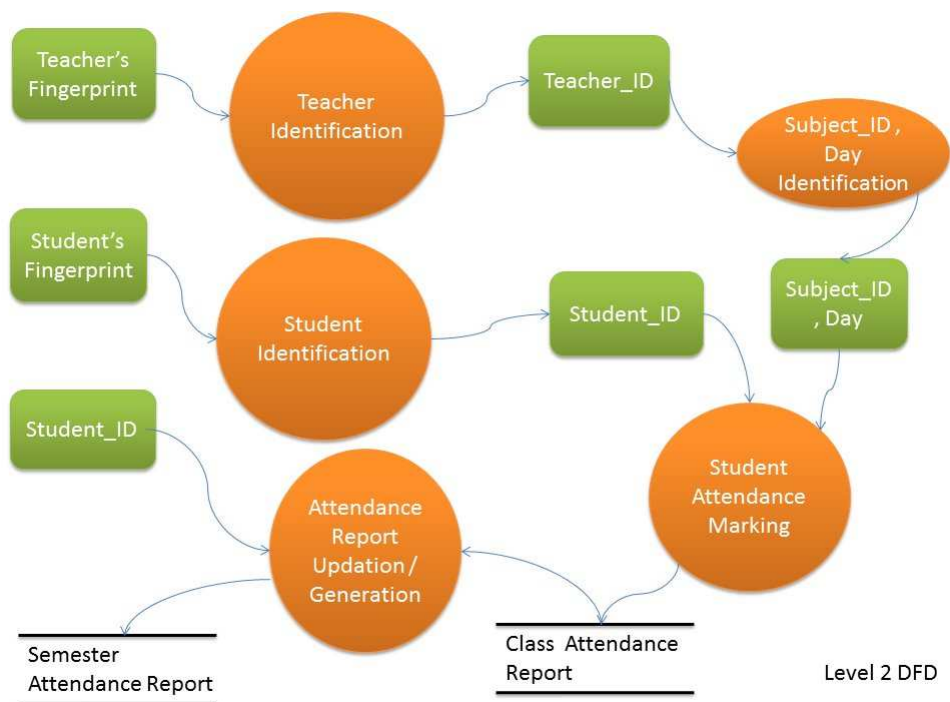 Teacher's
Fingerprint
Teacher
Identification
Teacher_ID
Subject_ID ,
Day
Identification
Student's
Fingerprint
Student
Identification
Student_ID
Subject_ID
, Day
Student_ID
Attendance
Report
Updation /
Generation
Student
Attendance
Marking
Semester
Attendance Report
Class Attendance
Report
Level 2 DFD